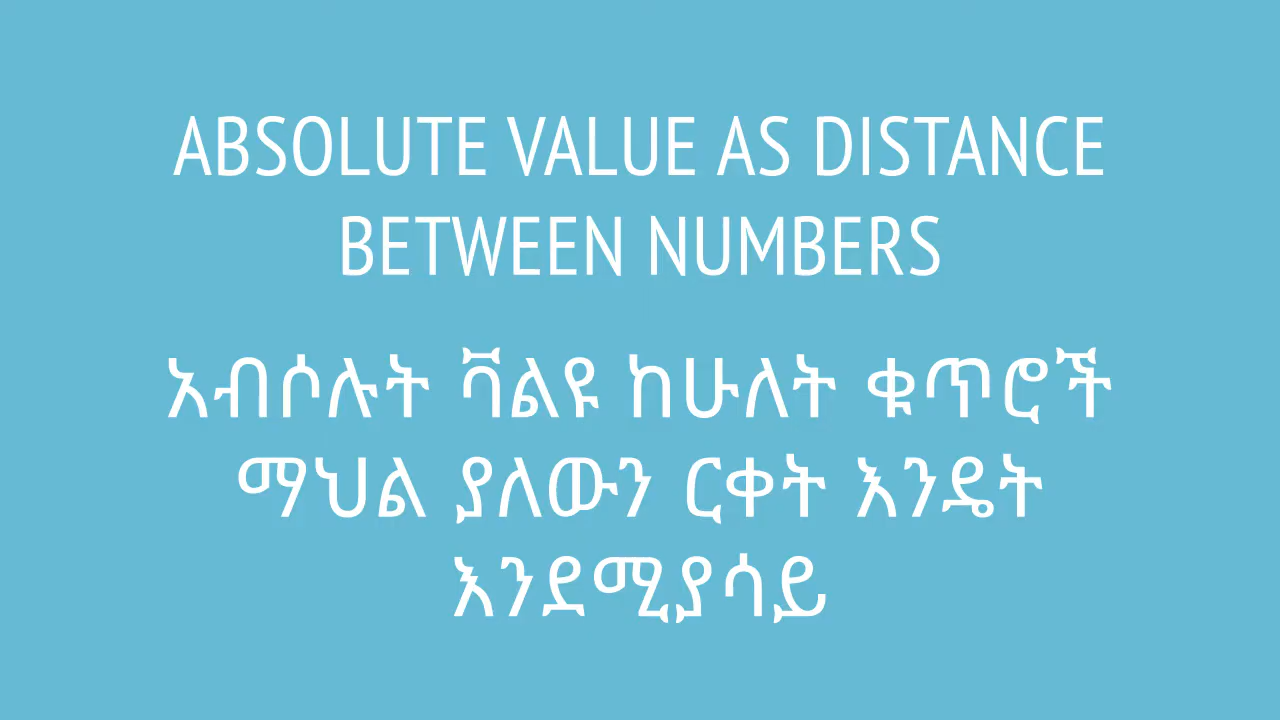 ABSOLUTE VALUE AS DISTANCE
BETWEEN NUMBERS
አብሶሉት ቫልዩ ከሁለት ቁጥሮች
ማህል ያለውን ርቀት እንዴት
እንደሚያሳይ